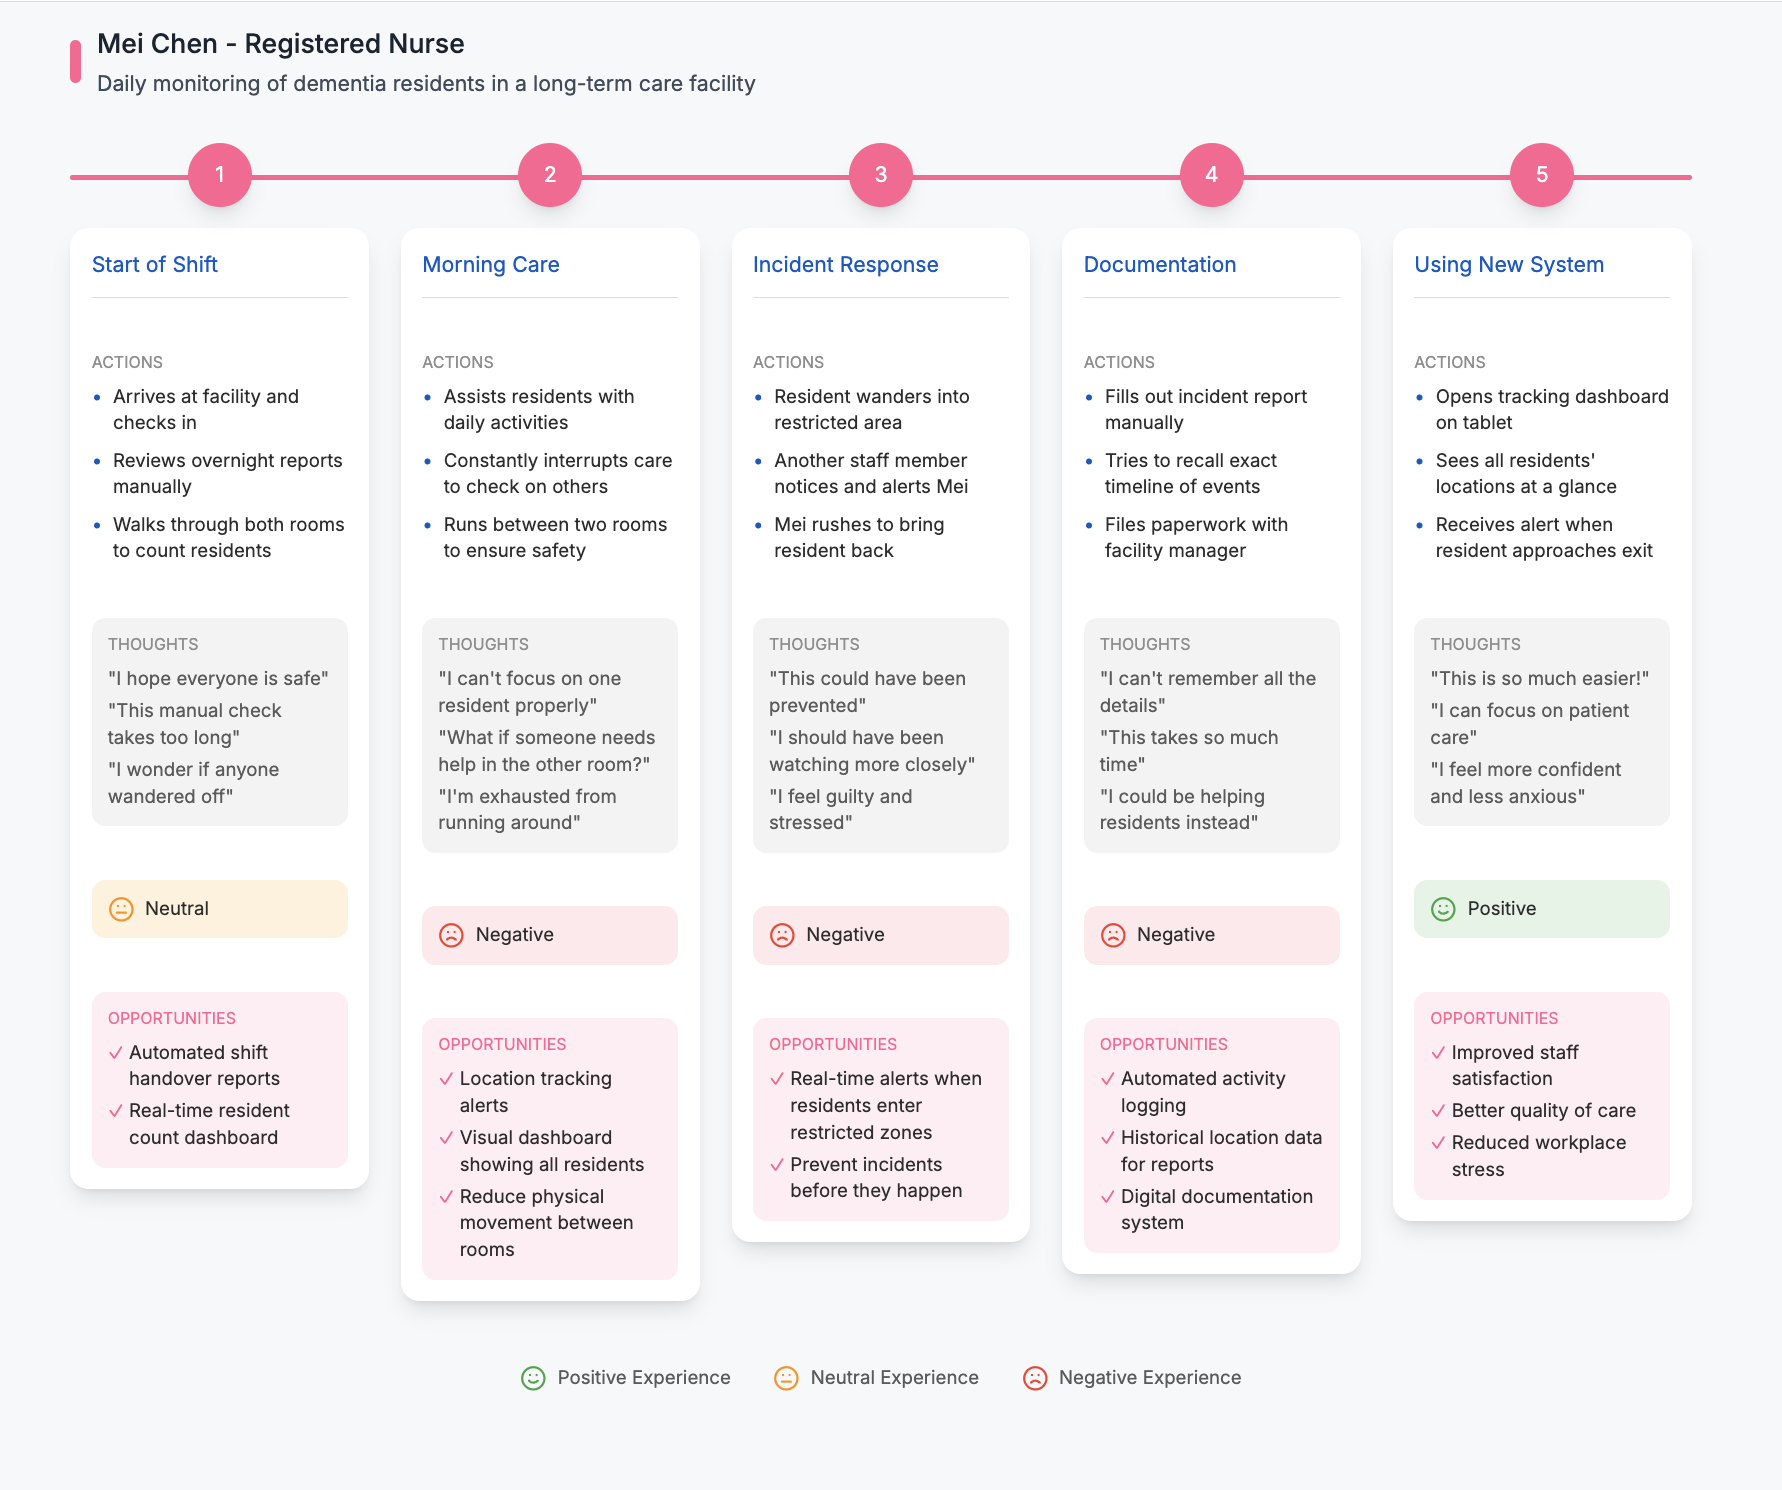 Mei Chen - Registered Nurse
Daily monitoring of dementia residents in a long-term care facility
1
2
3
4
5
Start of Shift
ACTIONS
Arrives at facility and
checks in
Reviews overnight reports
manually
Walks through both rooms
to count residents
THOUGHTS
"I hope everyone is safe"
"This manual check
takes too long"
"I wonder if anyone
wandered off"
Neutral
OPPORTUNITIES
Automated shift
handover reports
Real-time resident
count dashboard
Morning Care
ACTIONS
Assists residents with
daily activities
Constantly interrupts care
to check on others
Runs between two rooms
to ensure safety
THOUGHTS
"I can't focus on one
resident properly"
"What if someone needs
help in the other room?"
"I'm exhausted from
running around"
Negative
OPPORTUNITIES
Location tracking
alerts
Visual dashboard
showing all residents
Reduce physical
movement between
rooms
Incident Response
ACTIONS
Resident wanders into
restricted area
Another staff member
notices and alerts Mei
Mei rushes to bring
resident back
THOUGHTS
"This could have been
prevented"
"I should have been
watching more closely"
"I feel guilty and
stressed"
Negative
OPPORTUNITIES
Real-time alerts when
residents enter
restricted zones
Prevent incidents
before they happen
Documentation
ACTIONS
Fills out incident report
manually
Tries to recall exact
timeline of events
Files paperwork with
facility manager
THOUGHTS
"I can't remember all the
details"
"This takes so much
time"
"I could be helping
residents instead"
Negative
OPPORTUNITIES
Automated activity
logging
Historical location data
for reports
Digital documentation
system
Using New System
ACTIONS
Opens tracking dashboard
on tablet
Sees all residents'
locations at a glance
Receives alert when
resident approaches exit
THOUGHTS
"This is so much easier!"
"I can focus on patient
care"
"I feel more confident
and less anxious"
Positive
OPPORTUNITIES
Improved staff
satisfaction
Better quality of care
Reduced workplace
stress
Positive Experience
Neutral Experience
Negative Experience